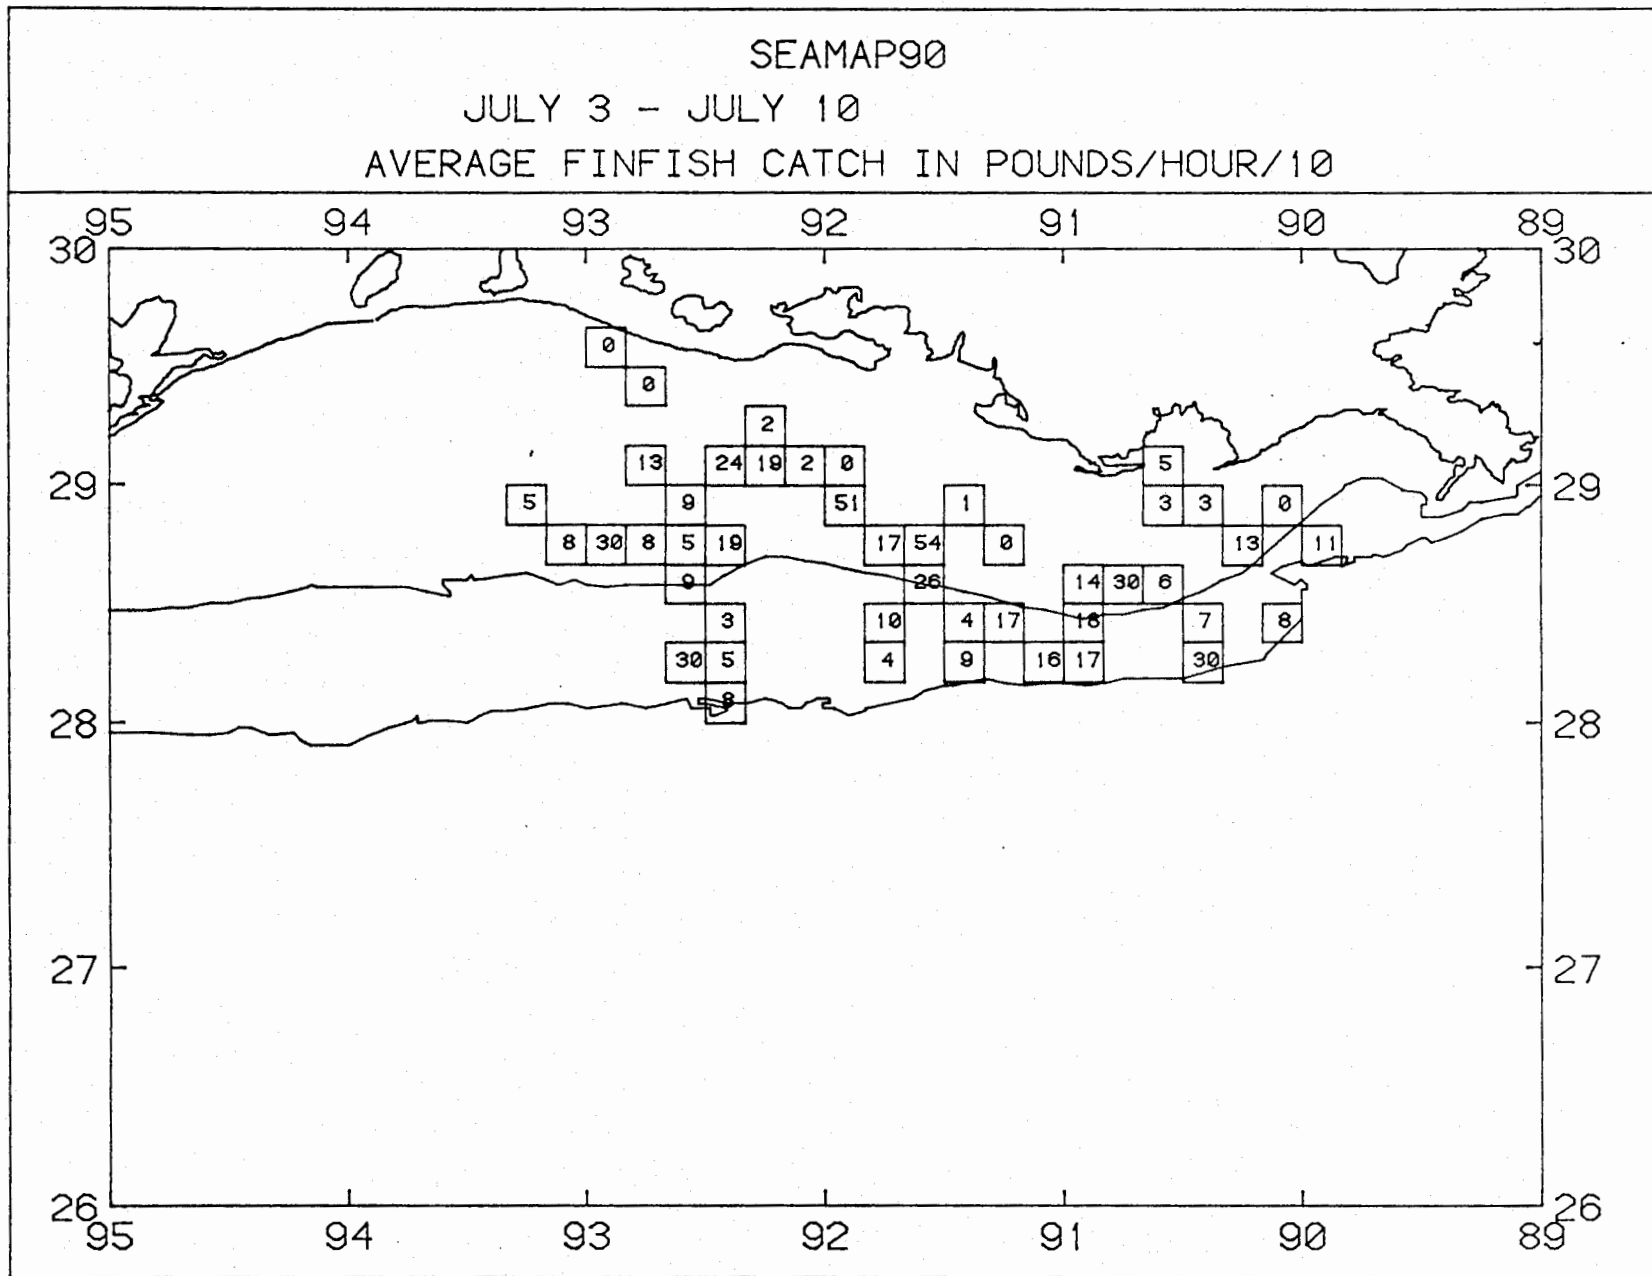 SEAMAP90
JULY 3 - JULY 10
AVERAGE FINFISH CATCH IN POUNDS/HOUR/10
95 94 93 92 91 90 89
30 30
0
0
2
13 24 19 2 0 5
29 29
5 9 51 1 3 3 0
8 30 8 5 19 17 54 0 13 11
9 26 14 30 6
3 10 4 17 18 7 8
30 5 4 9 16 17 30
8
28 28
27 27
26 26
95 94 93 92 91 90 89